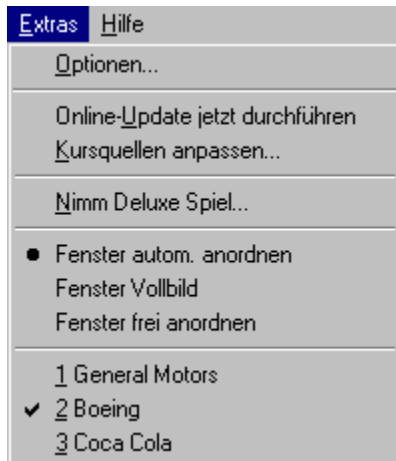 Extras Hilfe
Optionen...
Online-Update jetzt durchführen
Kursquellen anpassen...
Nimm Deluxe Spiel...
Fenster autom. anordnen
Fenster Vollbild
Fenster frei anordnen
1 General Motors
2 Boeing
3 Coca Cola